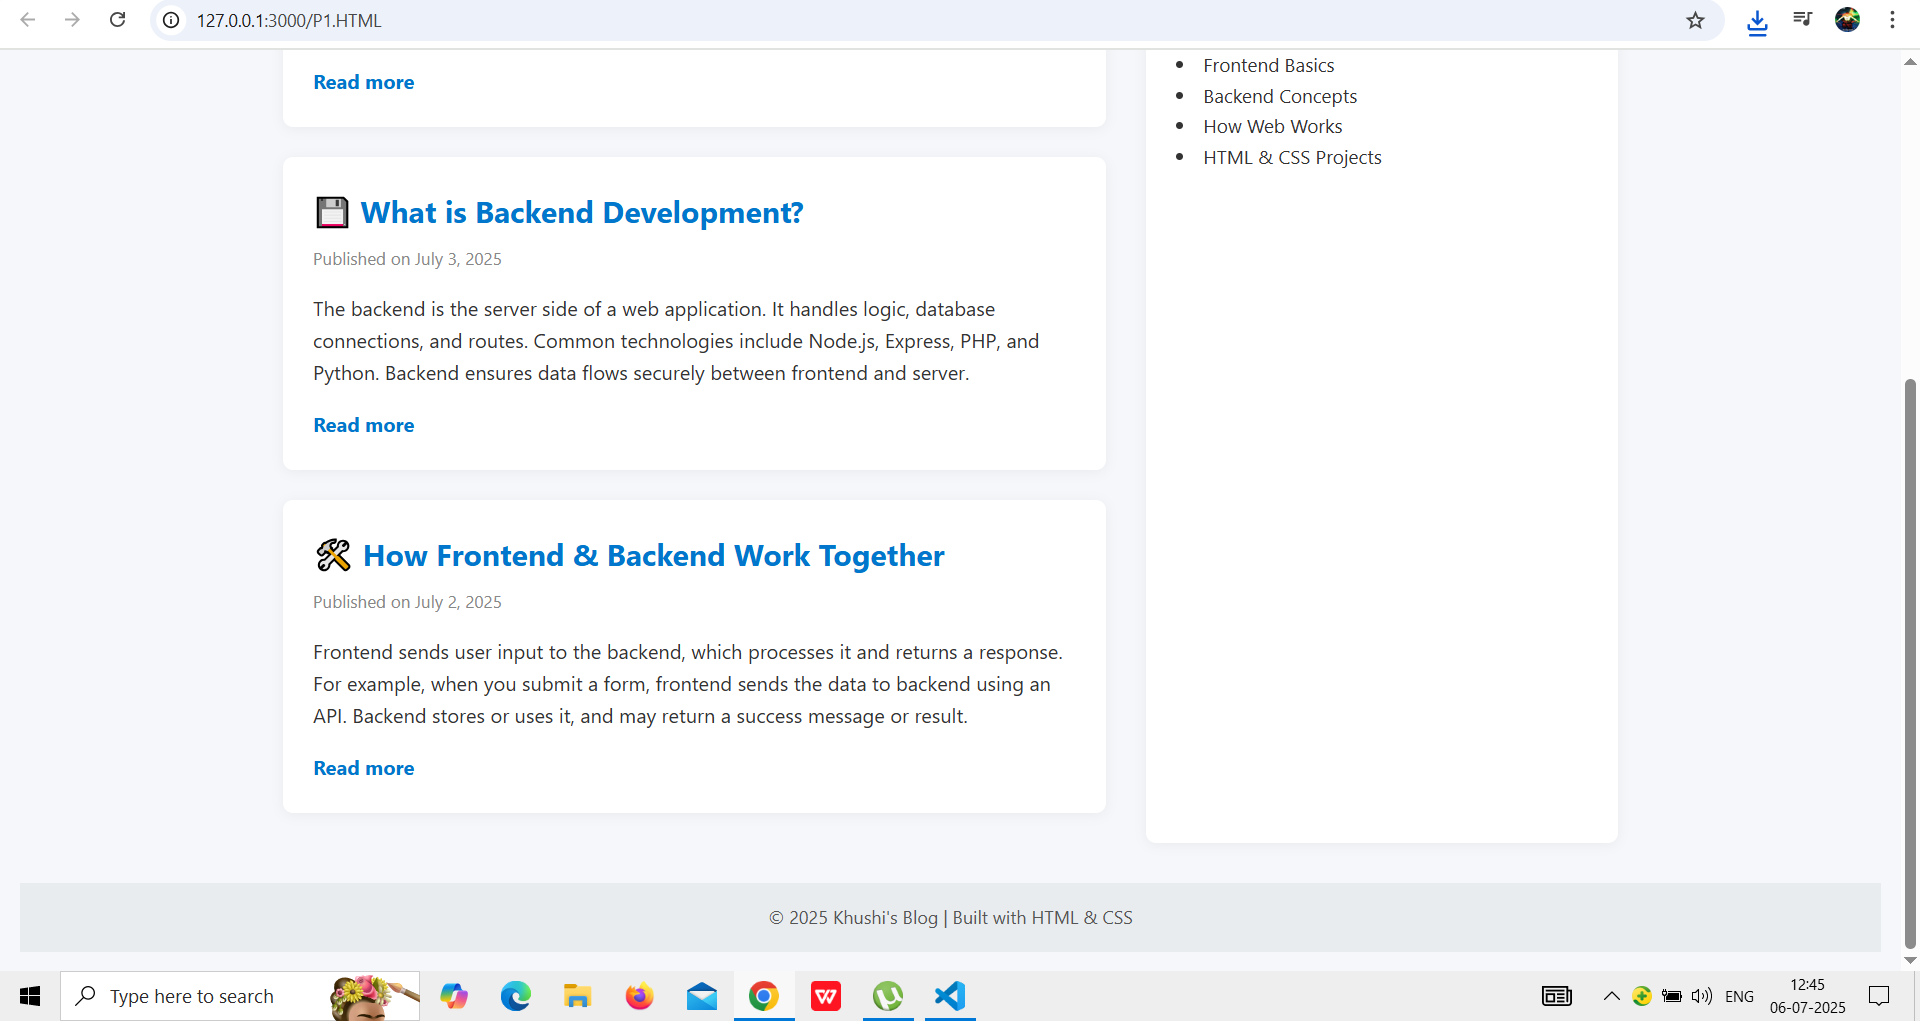 127.0.0.1:3000/P1.HTML
Read more
What is Backend Development?
Published on July 3, 2025
The backend is the server side of a web application. It handles logic, database
connections, and routes. Common technologies include Node.js, Express, PHP, and
Python. Backend ensures data flows securely between frontend and server.
Read more
How Frontend & Backend Work Together
Published on July 2, 2025
Frontend sends user input to the backend, which processes it and returns a response.
For example, when you submit a form, frontend sends the data to backend using an
API. Backend stores or uses it, and may return a success message or result.
Read more
Frontend Basics
Backend Concepts
How Web Works
HTML & CSS Projects
© 2025 Khushi's Blog | Built with HTML & CSS
Type here to search
W
ENG
12:45
06-07-2025